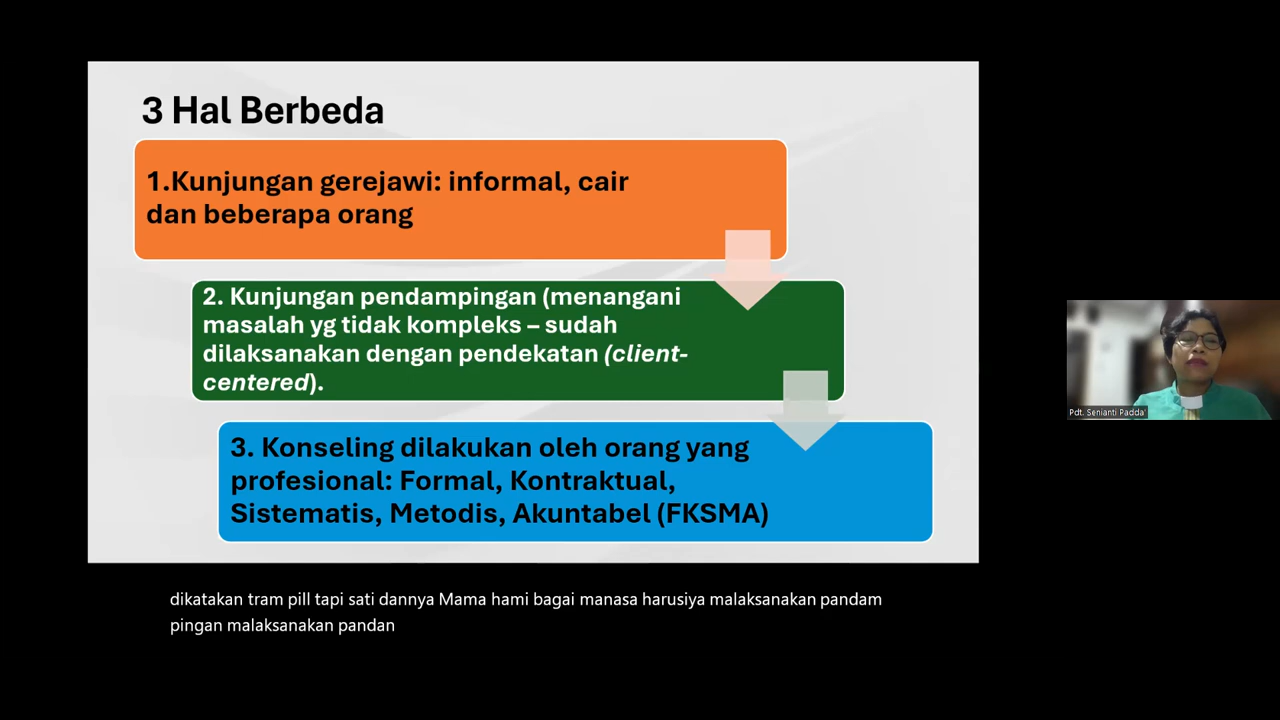 3 Hal Berbeda
1.Kunjungan gerejawi: informal, cair
dan beberapa orang
2. Kunjungan pendampingan (menangani
masalah yg tidak kompleks – sudah
dilaksanakan dengan pendekatan (client-
centered).
3. Konseling dilakukan oleh orang yang
profesional: Formal, Kontraktual,
Sistematis, Metodis, Akuntabel (FKSMA)
Pdt. Senianti Padda'
dikatakan tram pill tapi sati dannya Mama hami bagai manasa harusiya malaksanakan pandam
pingan malaksanakan pandan